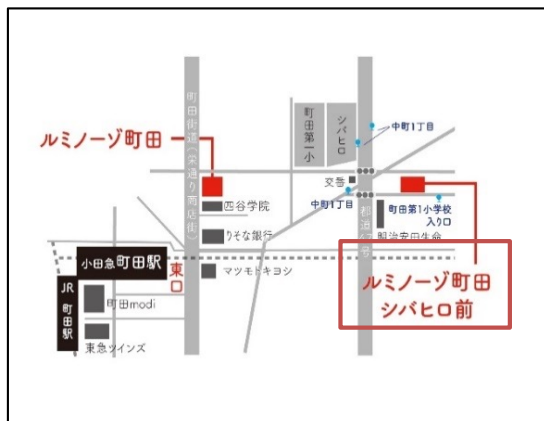 ルミノーゾ町田
町田街道(栄通り商店街)
町田第一小
シバヒロ
中町1丁目
交番
中町1丁目
四谷学院
りそな銀行
町田第1小学校
入り口
明治安田生命
小田急町田駅
東口
マツモトキヨシ
JR
町田駅
町田modi
東急ツインズ
ルミノーゾ町田
シバヒロ前